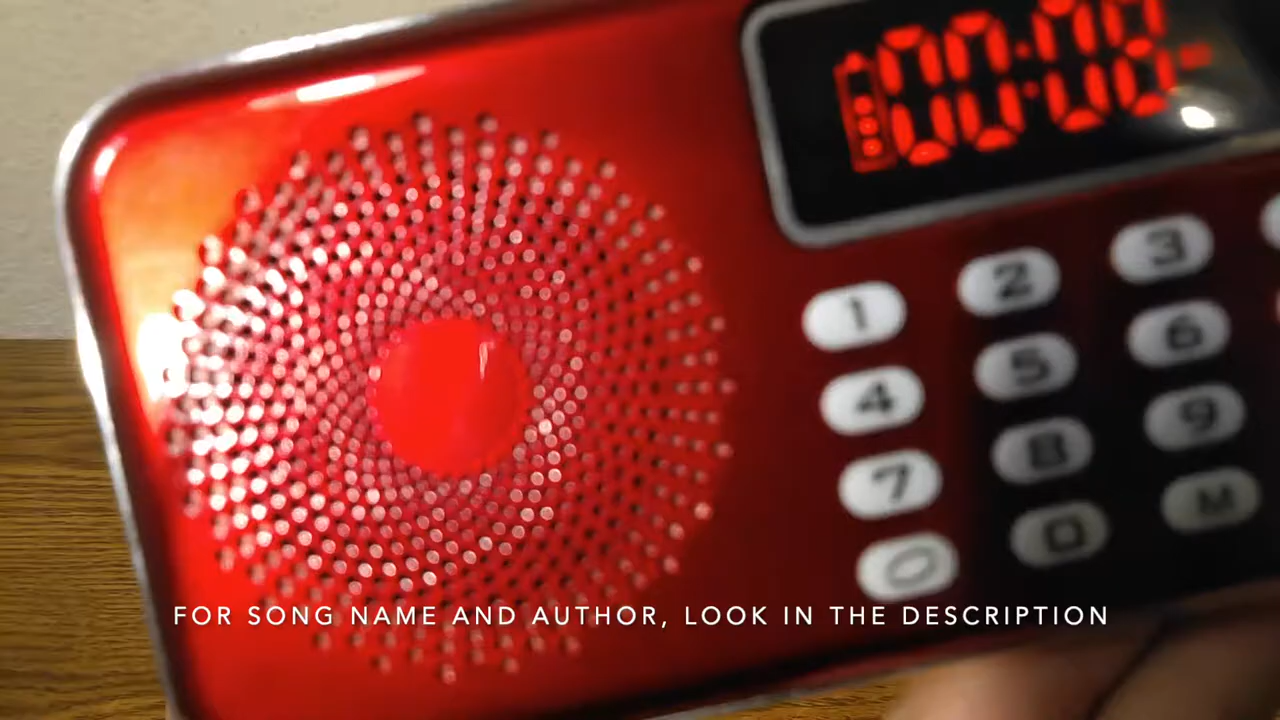 00:08
1 2 3
4 5 6
7 8 9
0 D M
FOR SONG NAME AND AUTHOR, LOOK IN THE DESCRIPTION